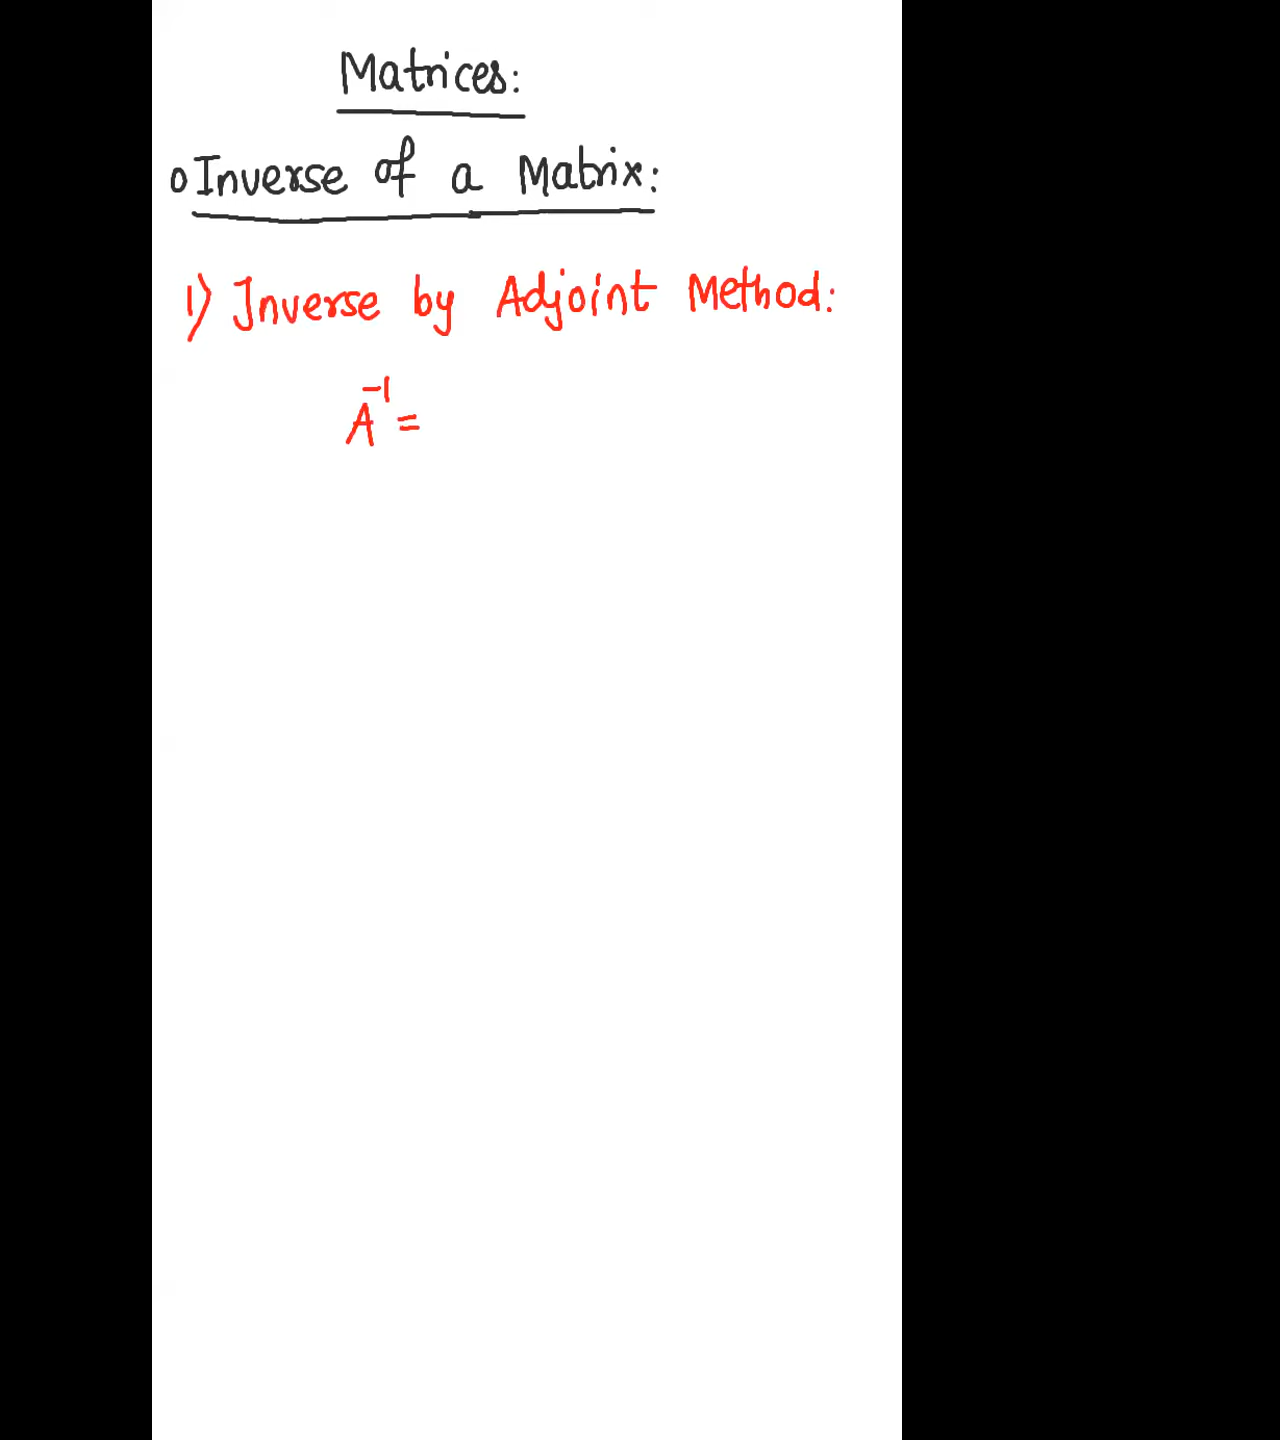 Matrices:
o Inverse of a Matrix:
1) Inverse by Adjoint Method:
A⁻¹ =